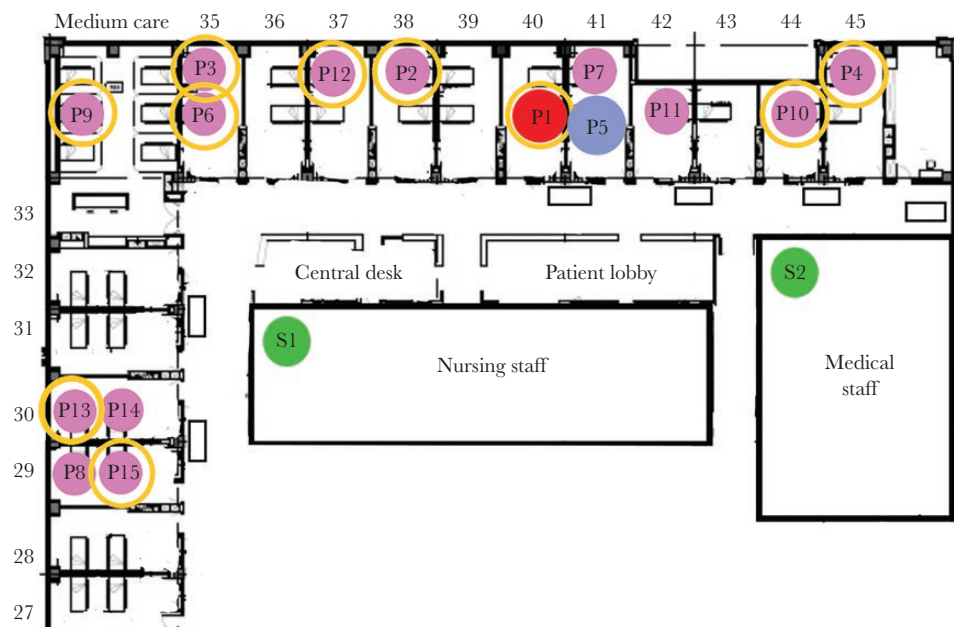 Medium care 35 36 37 38 39 40 41 42 43 44 45
P3 P12 P2 P7 P4
P9 P6 P1 P5 P11 P10
33
32 Central desk Patient lobby S2
31 S1 Nursing staff Medical
staff
30 P13 P14
29 P8 P15
28
27